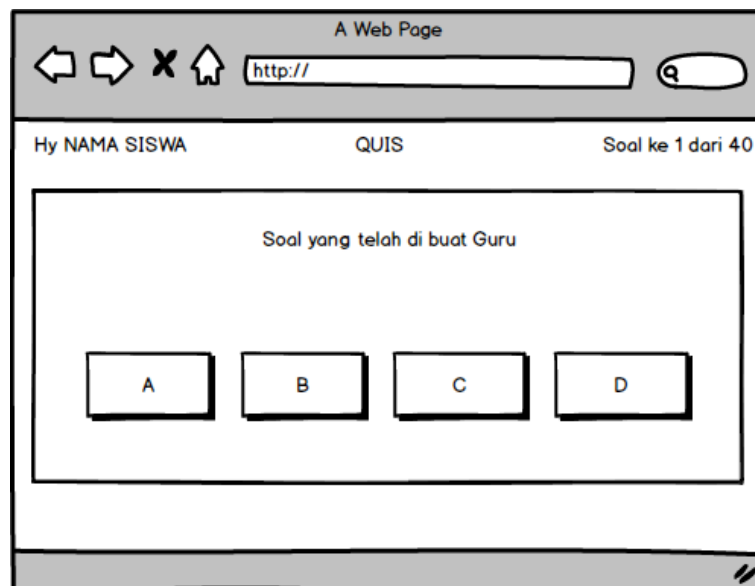 A Web Page
http://
Hy NAMA SISWA QUIS Soal ke 1 dari 40
Soal yang telah di buat Guru
A B C D